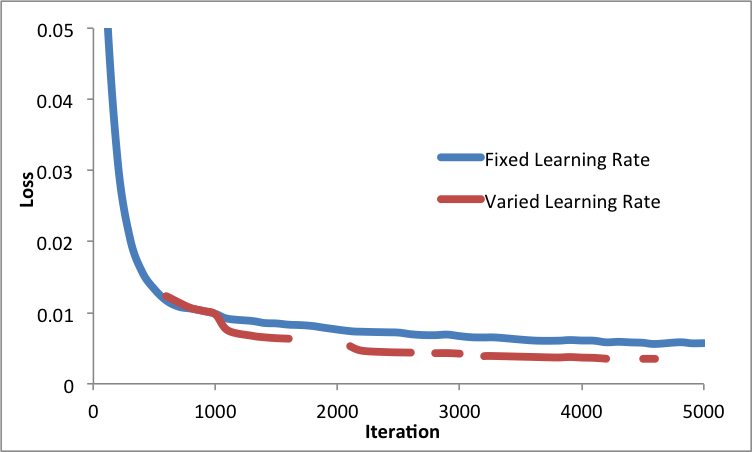 0.05
0.04
0.03
0.02
0.01
0
Loss
Fixed Learning Rate
Varied Learning Rate
0 1000 2000 3000 4000 5000
Iteration